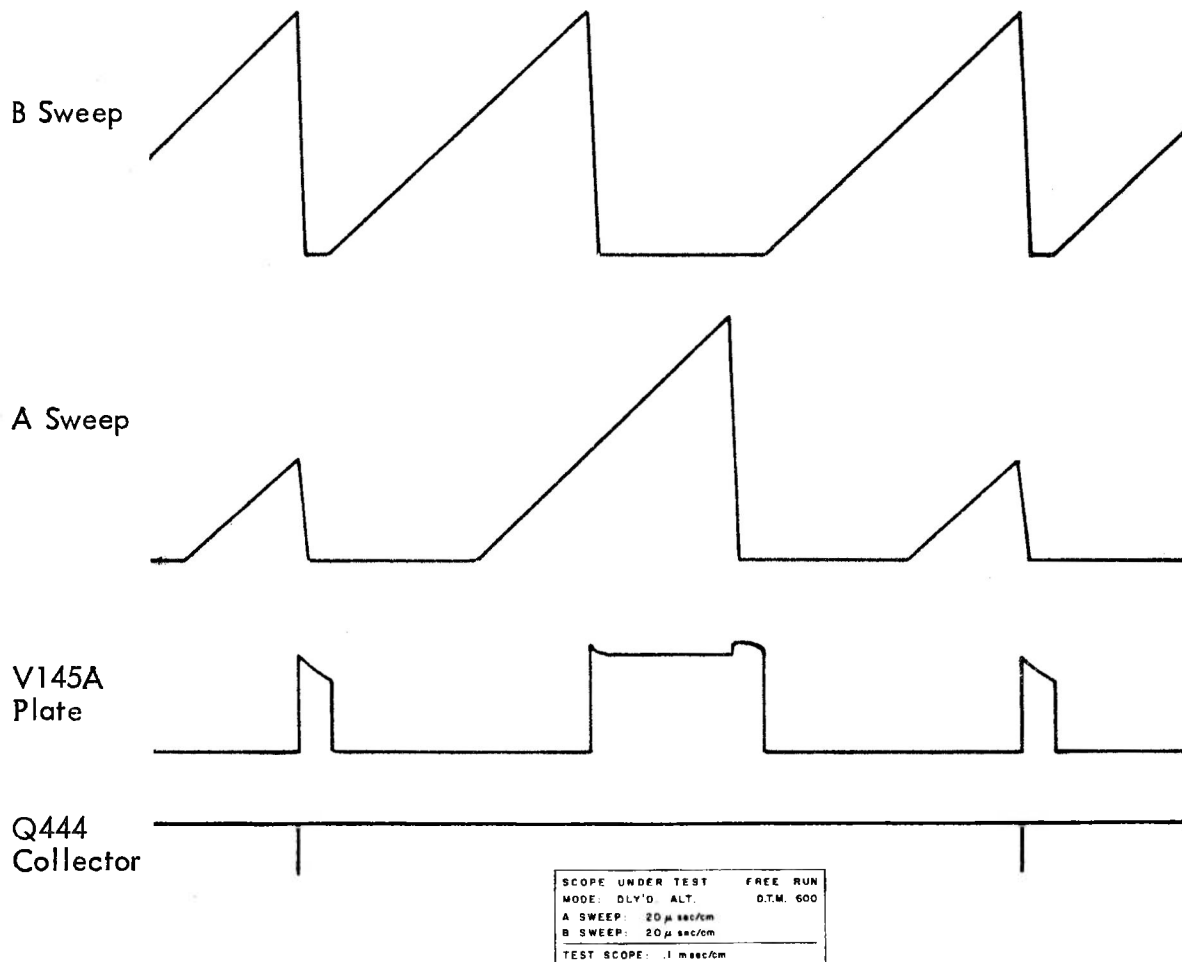 B Sweep
A Sweep
V145A
Plate
Q444
Collector
SCOPE UNDER TEST FREE RUN
MODE: DLY'D. ALT. D.T.M. 600
A SWEEP: 20 µ sec/cm
B SWEEP: 20 µ sec/cm
TEST SCOPE: .1 msec/cm